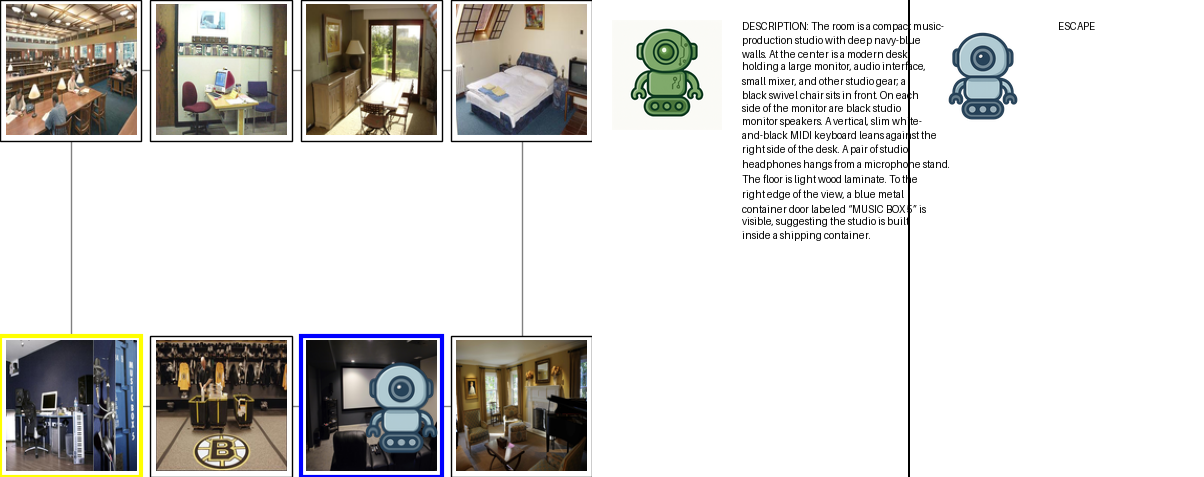 DESCRIPTION: The room is a compact music-
production studio with deep navy-blue
walls. At the center is a modern desk
holding a large monitor, audio interface,
small mixer, and other studio gear; a
black swivel chair sits in front. On each
side of the monitor are black studio
monitor speakers. A vertical, slim white-
and-black MIDI keyboard leans against the
right side of the desk. A pair of studio
headphones hangs from a microphone stand.
The floor is light wood laminate. To the
right edge of the view, a blue metal
container door labeled “MUSIC BOX 5” is
visible, suggesting the studio is built
inside a shipping container.
ESCAPE
MUSIC BOX 5
B